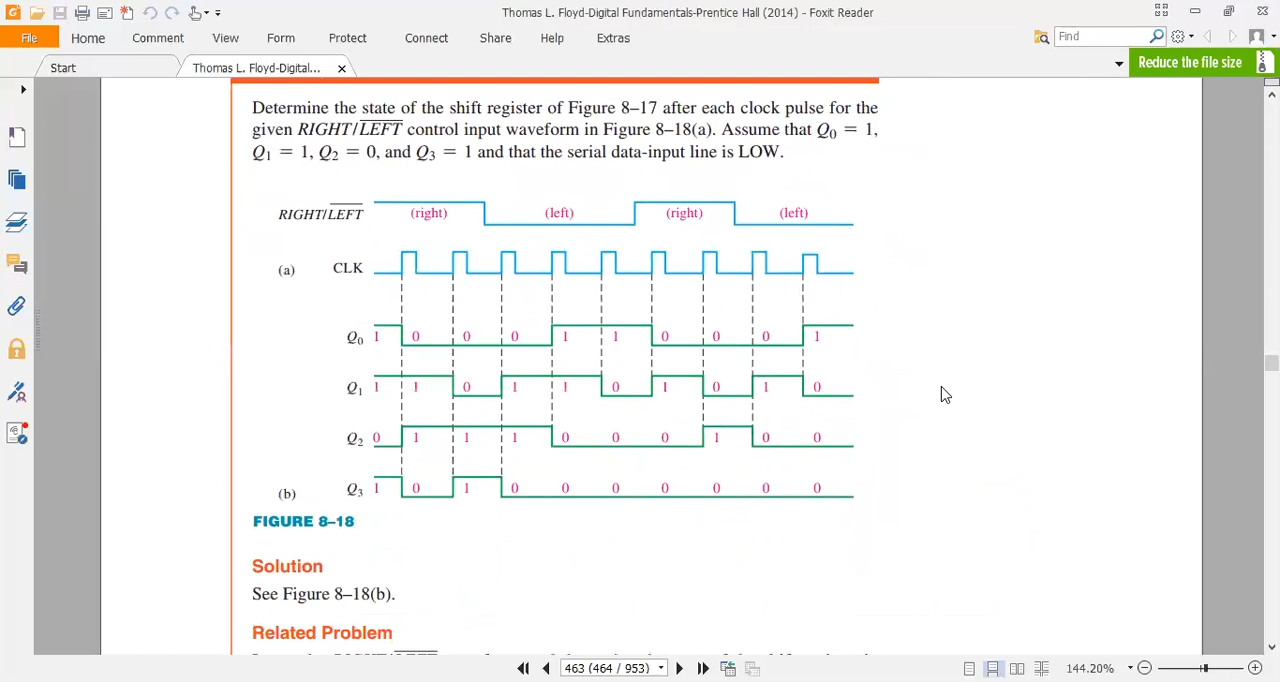 Thomas L. Floyd-Digital Fundamentals-Prentice Hall (2014) - Foxit Reader
File Home Comment View Form Protect Connect Share Help Extras Find
Start Thomas L. Floyd-Digital... Reduce the file size
Determine the state of the shift register of Figure 8–17 after each clock pulse for the
given RIGHT/LEFT control input waveform in Figure 8–18(a). Assume that Q0 = 1,
Q1 = 1, Q2 = 0, and Q3 = 1 and that the serial data-input line is LOW.
RIGHT/LEFT (right) (left) (right) (left)
(a) CLK
Q0 1 0 0 0 1 1 0 0 0 1
Q1 1 1 0 1 1 0 1 0 1 0
Q2 0 1 1 1 0 0 0 1 0 0
(b) Q3 1 0 1 0 0 0 0 0 0 0
FIGURE 8–18
Solution
See Figure 8–18(b).
Related Problem
463 (464 / 953) 144.20%